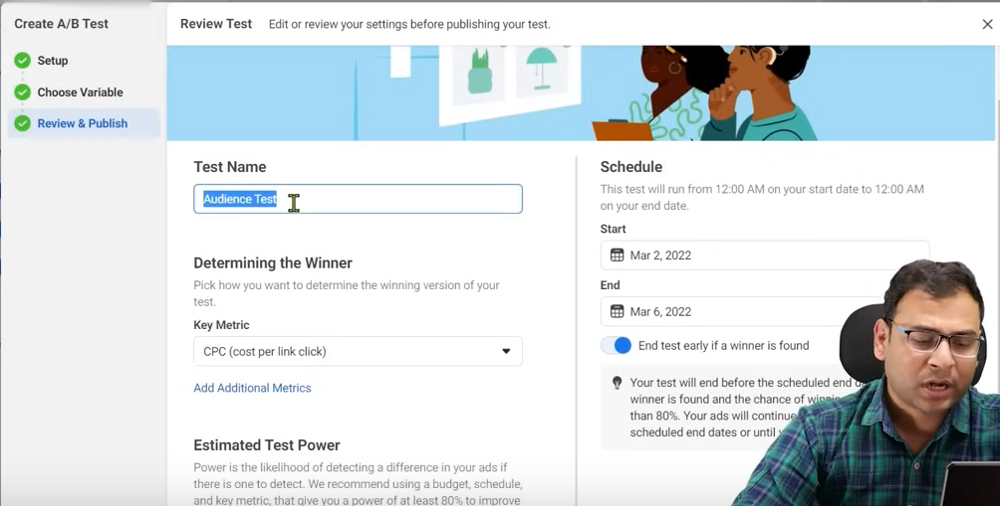 Create A/B Test
Setup
Choose Variable
Review & Publish
Review Test Edit or review your settings before publishing your test.
Test Name
Audience Test
Determining the Winner
Pick how you want to determine the winning version of your
test.
Key Metric
CPC (cost per link click)
Add Additional Metrics
Estimated Test Power
Power is the likelihood of detecting a difference in your ads if
there is one to detect. We recommend using a budget, schedule,
and key metric, that give you a power of at least 80% to improve
Schedule
This test will run from 12:00 AM on your start date to 12:00 AM
on your end date.
Start
Mar 2, 2022
End
Mar 6, 2022
End test early if a winner is found
Your test will end before the scheduled end
winner is found and the chance of
than 80%. Your ads will continue
scheduled end dates or until